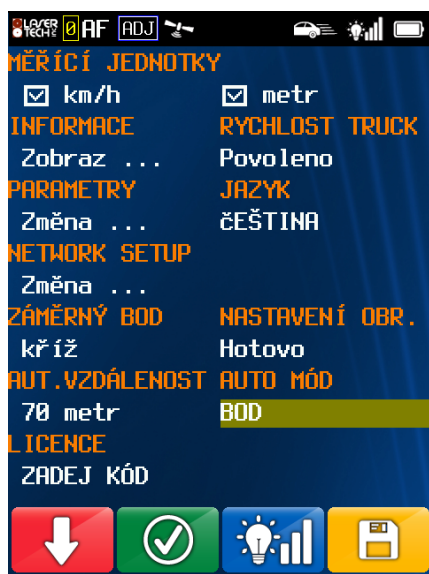 LASER TECH 0 AF ADJ
MĚŘÍCÍ JEDNOTKY
km/h metr
INFORMACE RYCHLOST TRUCK
Zobraz ... Povoleno
PARAMETRY JAZYK
Změna ... čEŠTINA
NETWORK SETUP
Změna ...
ZÁMĚRNÝ BOD NASTAVENÍ OBR.
kříž Hotovo
AUT.VZDÁLENOST AUTO MÓD
70 metr BOD
LICENCE
ZADEJ KÓD